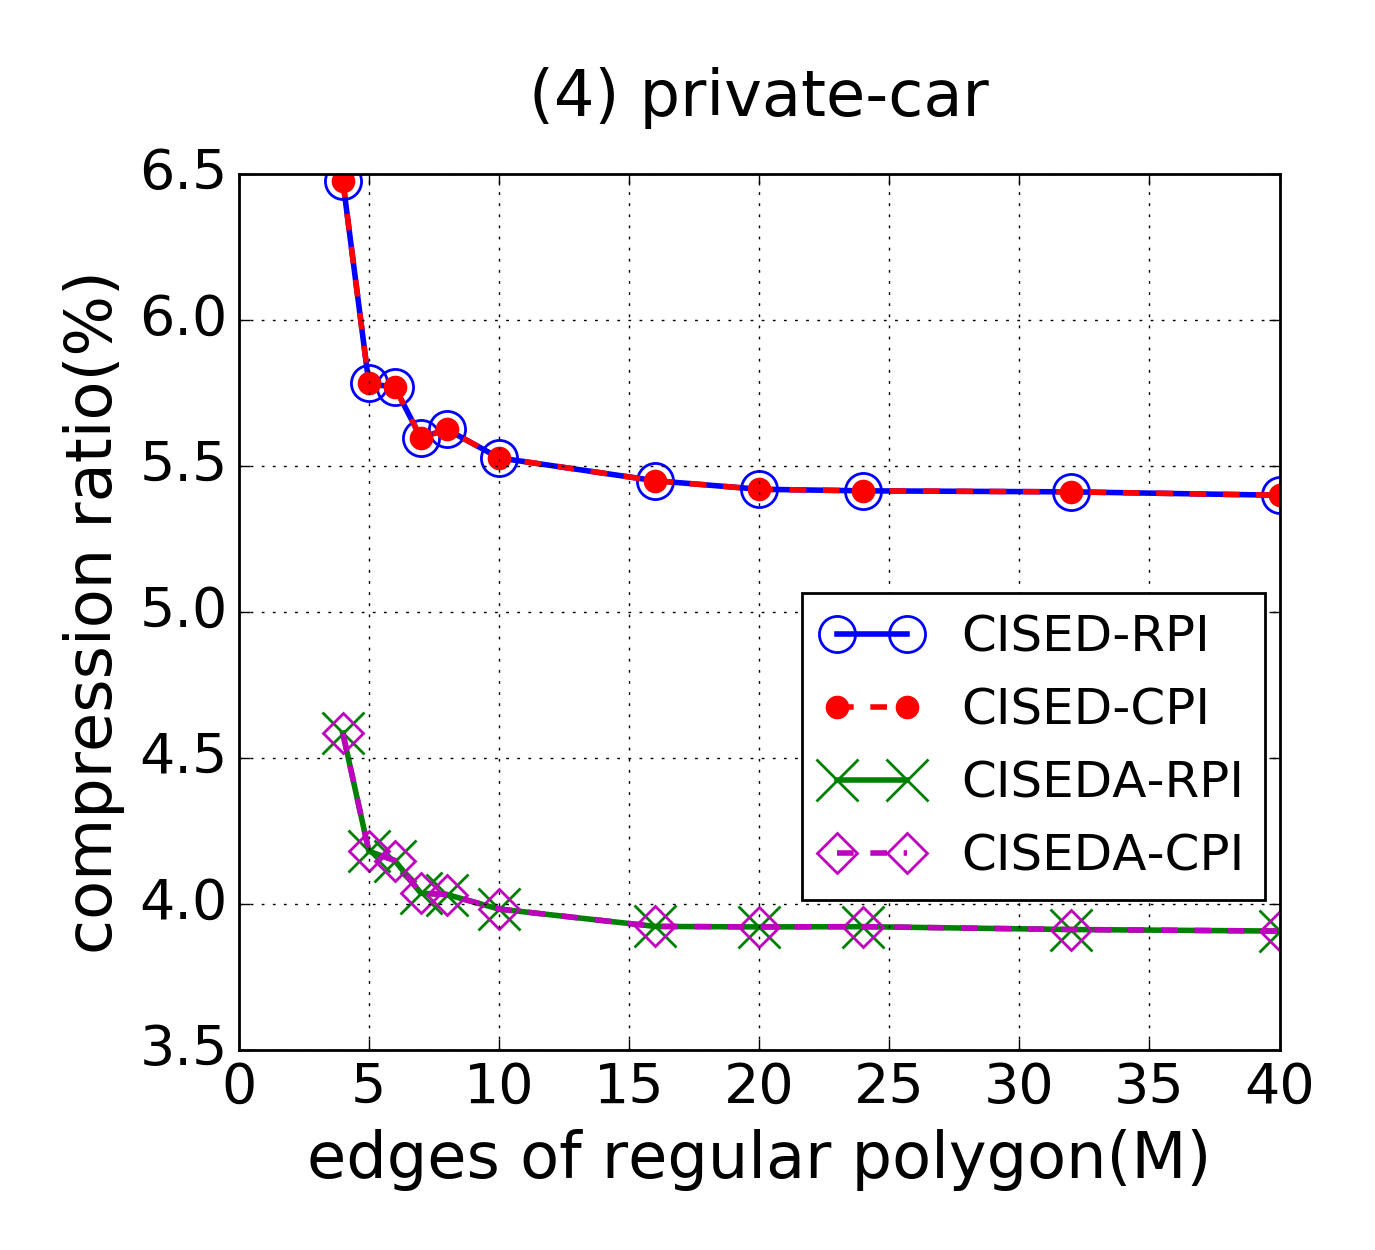 (4) private-car
6.5
6.0
5.5
5.0
4.5
4.0
3.5
compression ratio(%)
CISED-RPI
CISED-CPI
CISEDA-RPI
CISEDA-CPI
0 5 10 15 20 25 30 35 40
edges of regular polygon(M)